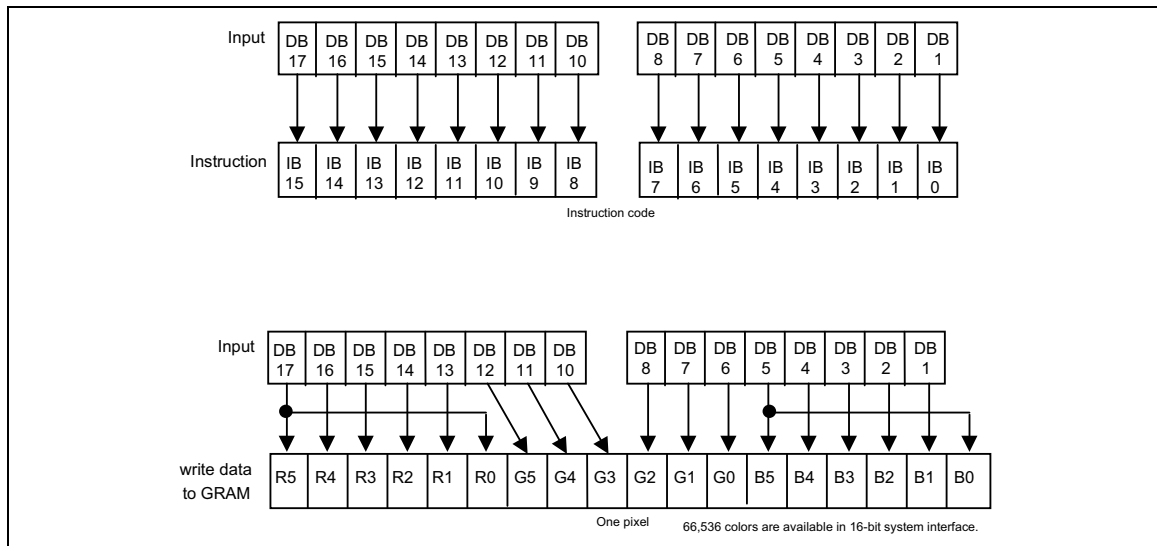 Input DB 17 DB 16 DB 15 DB 14 DB 13 DB 12 DB 11 DB 10 DB 8 DB 7 DB 6 DB 5 DB 4 DB 3 DB 2 DB 1
Instruction IB 15 IB 14 IB 13 IB 12 IB 11 IB 10 IB 9 IB 8 IB 7 IB 6 IB 5 IB 4 IB 3 IB 2 IB 1 IB 0
Instruction code
Input DB 17 DB 16 DB 15 DB 14 DB 13 DB 12 DB 11 DB 10 DB 8 DB 7 DB 6 DB 5 DB 4 DB 3 DB 2 DB 1
write data
to GRAM
R5 R4 R3 R2 R1 R0 G5 G4 G3 G2 G1 G0 B5 B4 B3 B2 B1 B0
One pixel 66,536 colors are available in 16-bit system interface.